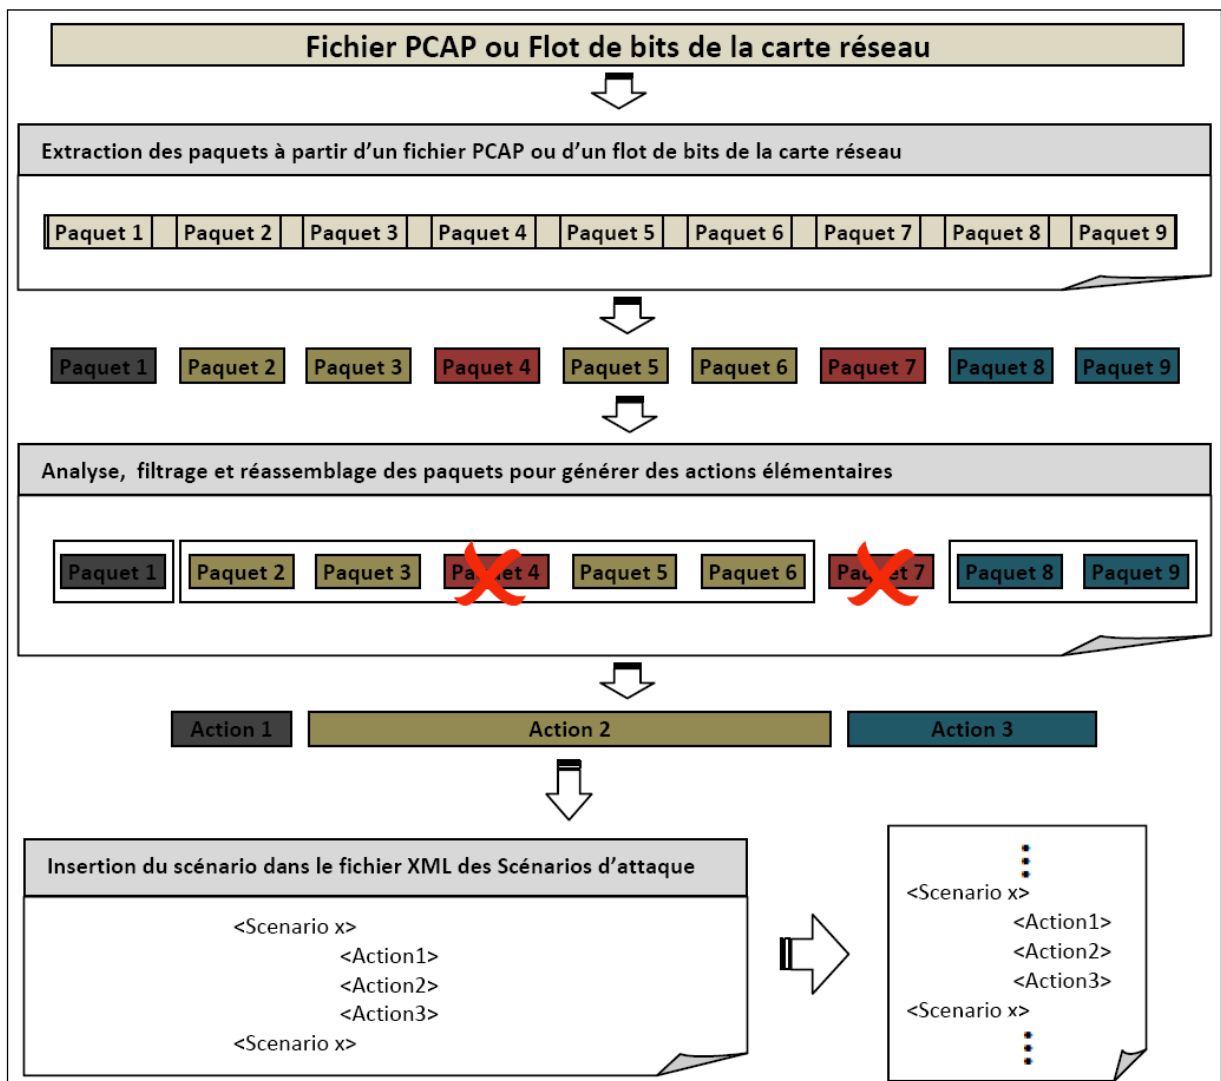 Fichier PCAP ou Flot de bits de la carte réseau
Extraction des paquets à partir d'un fichier PCAP ou d'un flot de bits de la carte réseau
Paquet 1 Paquet 2 Paquet 3 Paquet 4 Paquet 5 Paquet 6 Paquet 7 Paquet 8 Paquet 9
Paquet 1 Paquet 2 Paquet 3 Paquet 4 Paquet 5 Paquet 6 Paquet 7 Paquet 8 Paquet 9
Analyse, filtrage et réassemblage des paquets pour générer des actions élémentaires
Paquet 1 Paquet 2 Paquet 3 Paquet 4 Paquet 5 Paquet 6 Paquet 7 Paquet 8 Paquet 9
Action 1 Action 2 Action 3
Insertion du scénario dans le fichier XML des Scénarios d'attaque
<Scenario x>
<Action1>
<Action2>
<Action3>
<Scenario x>
<Scenario x>
<Action1>
<Action2>
<Action3>
<Scenario x>